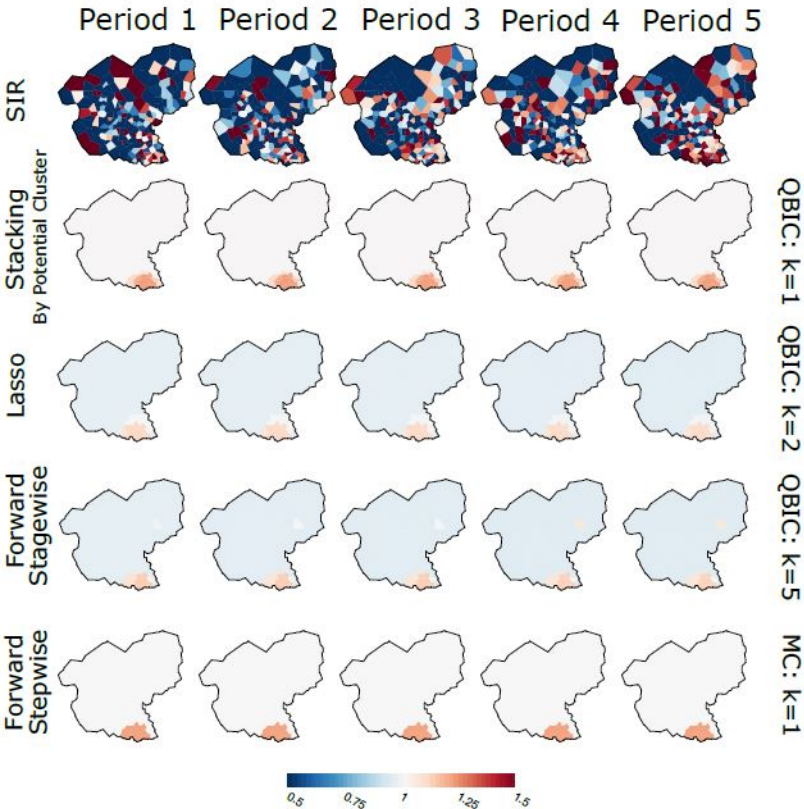 Period 1 Period 2 Period 3 Period 4 Period 5
SIR
Stacking
By Potential Cluster
QBIC: k=1
Lasso
QBIC: k=2
Forward
Stagewise
QBIC: k=5
Forward
Stepwise
MC: k=1
0.5 0.75 1 1.25 1.5